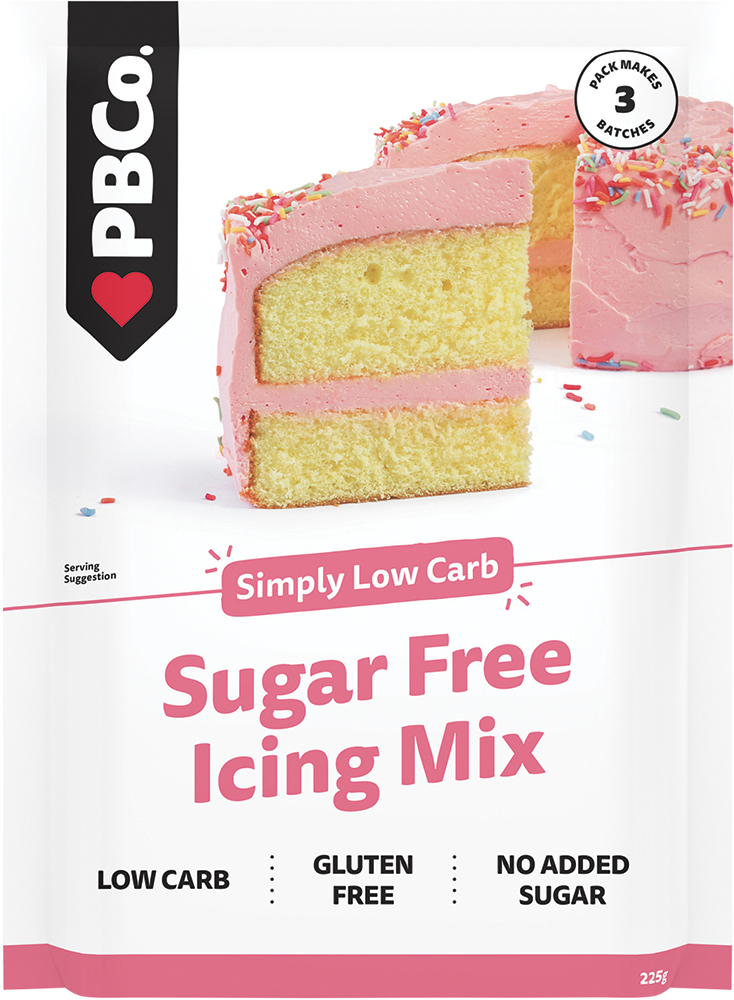 PBCo.
PACK MAKES
3
BATCHES
Serving
Suggestion
Simply Low Carb
Sugar Free
Icing Mix
LOW CARB
GLUTEN
FREE
NO ADDED
SUGAR
225g